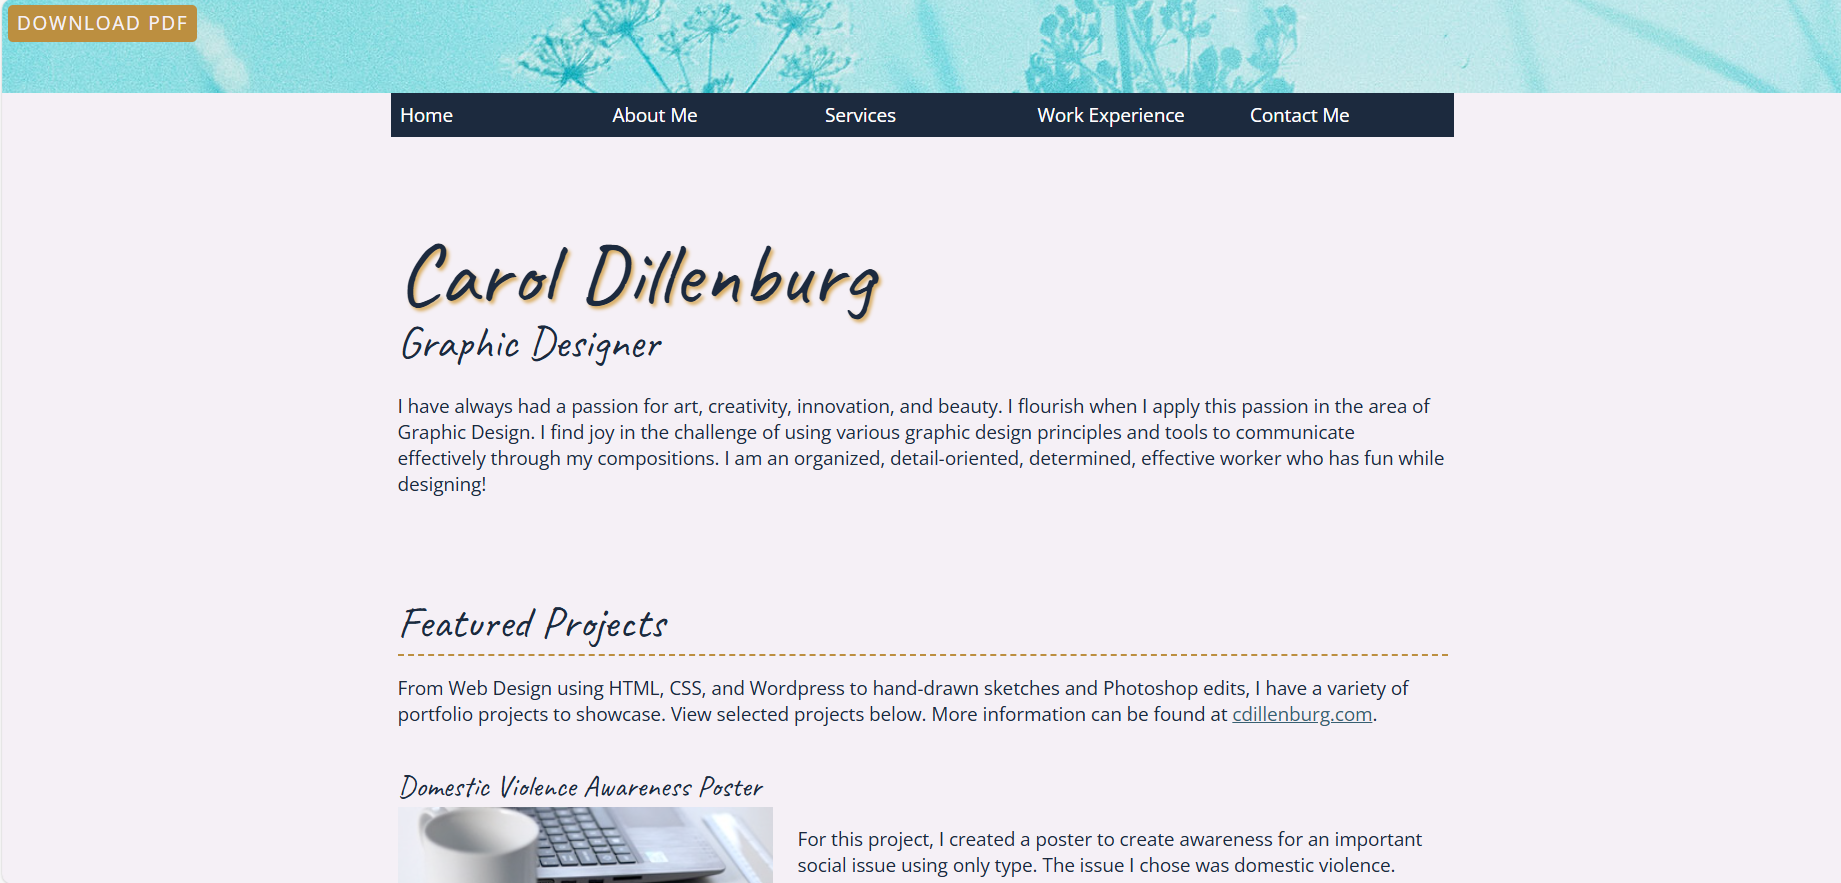 DOWNLOAD PDF
Home About Me Services Work Experience Contact Me
Carol Dillenburg
Graphic Designer
I have always had a passion for art, creativity, innovation, and beauty. I flourish when I apply this passion in the area of
Graphic Design. I find joy in the challenge of using various graphic design principles and tools to communicate
effectively through my compositions. I am an organized, detail-oriented, determined, effective worker who has fun while
designing!
Featured Projects
From Web Design using HTML, CSS, and Wordpress to hand-drawn sketches and Photoshop edits, I have a variety of
portfolio projects to showcase. View selected projects below. More information can be found at cdillenburg.com.
Domestic Violence Awareness Poster
For this project, I created a poster to create awareness for an important
social issue using only type. The issue I chose was domestic violence.